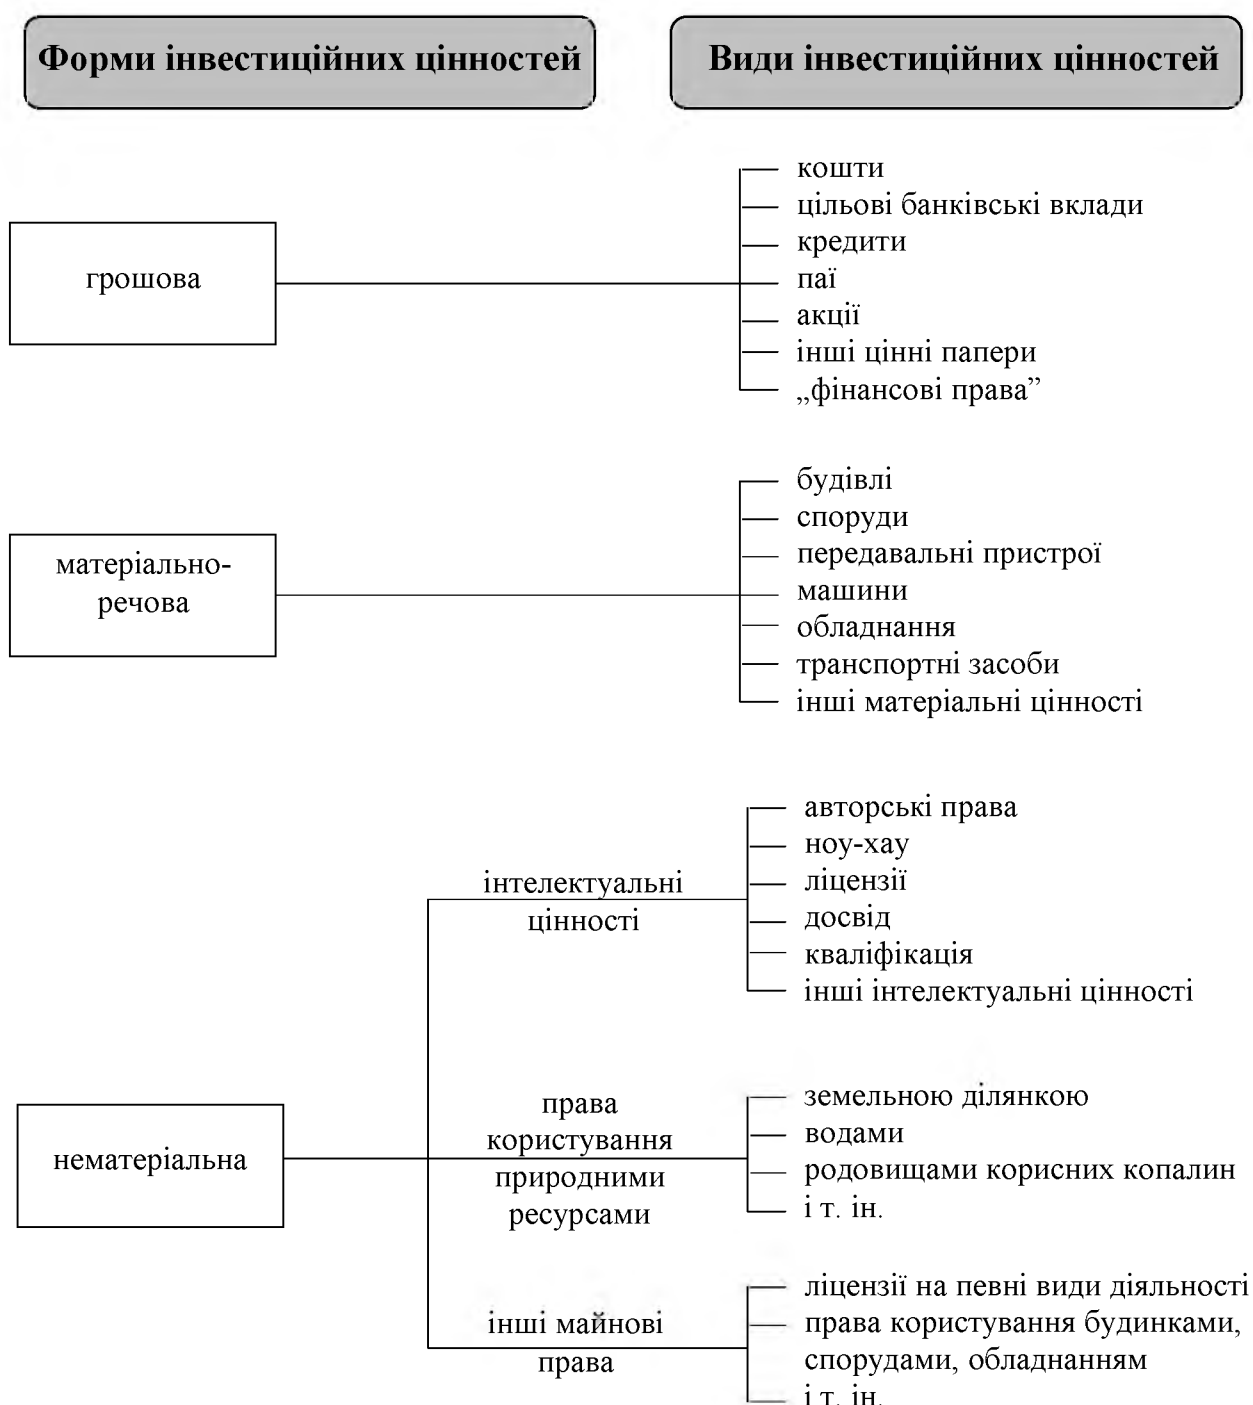 Форми інвестиційних цінностей
Види інвестиційних цінностей
грошова
кошти
цільові банківські вклади
кредити
паї
акції
інші цінні папери
„фінансові права”
матеріально-
речова
будівлі
споруди
передавальні пристрої
машини
обладнання
транспортні засоби
інші матеріальні цінності
нематеріальна
інтелектуальні
цінності
авторські права
ноу-хау
ліцензії
досвід
кваліфікація
інші інтелектуальні цінності
права
користування
природними
ресурсами
земельною ділянкою
водами
родовищами корисних копалин
і т. ін.
інші майнові
права
ліцензії на певні види діяльності
права користування будинками,
спорудами, обладнанням
і т. ін.